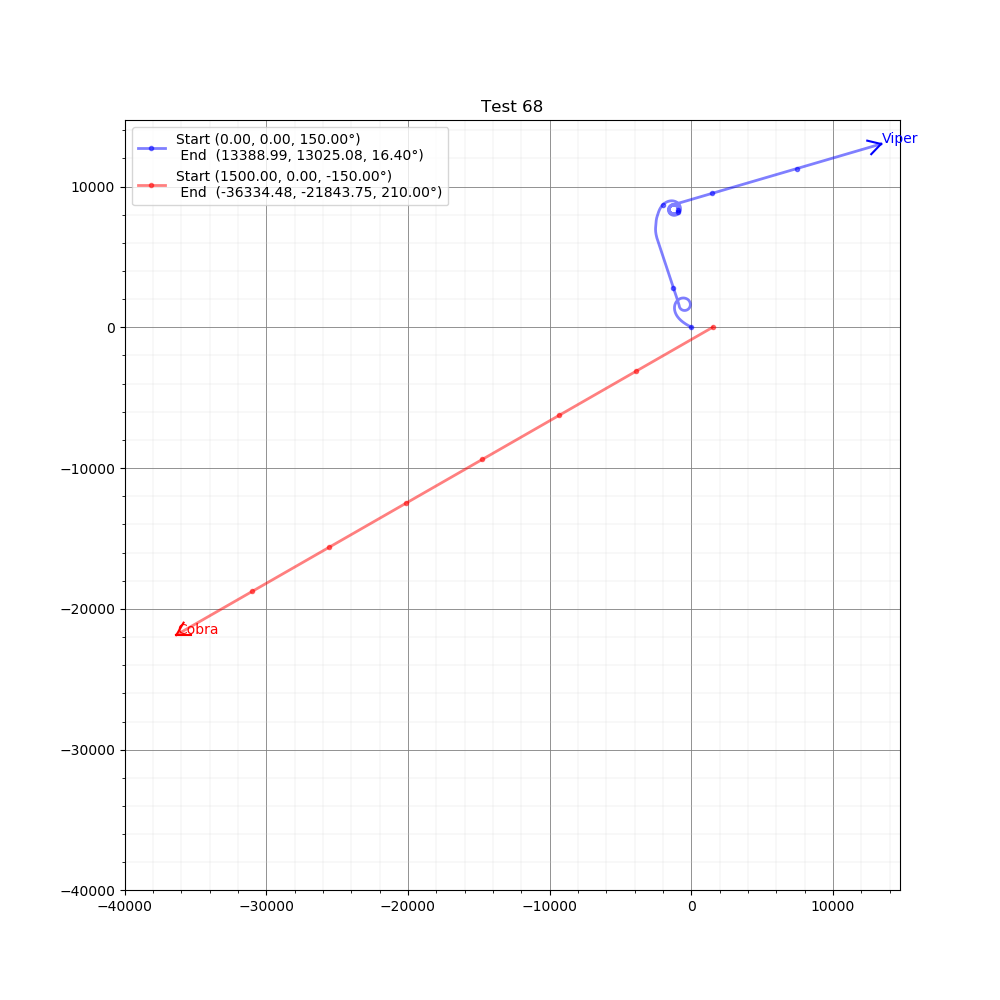 Test 68
Start (0.00, 0.00, 150.00°)
End (13388.99, 13025.08, 16.40°)
Start (1500.00, 0.00, -150.00°)
End (-36334.48, -21843.75, 210.00°)
Viper
Cobra
10000
0
−10000
−20000
−30000
−40000
−40000 −30000 −20000 −10000 0 10000